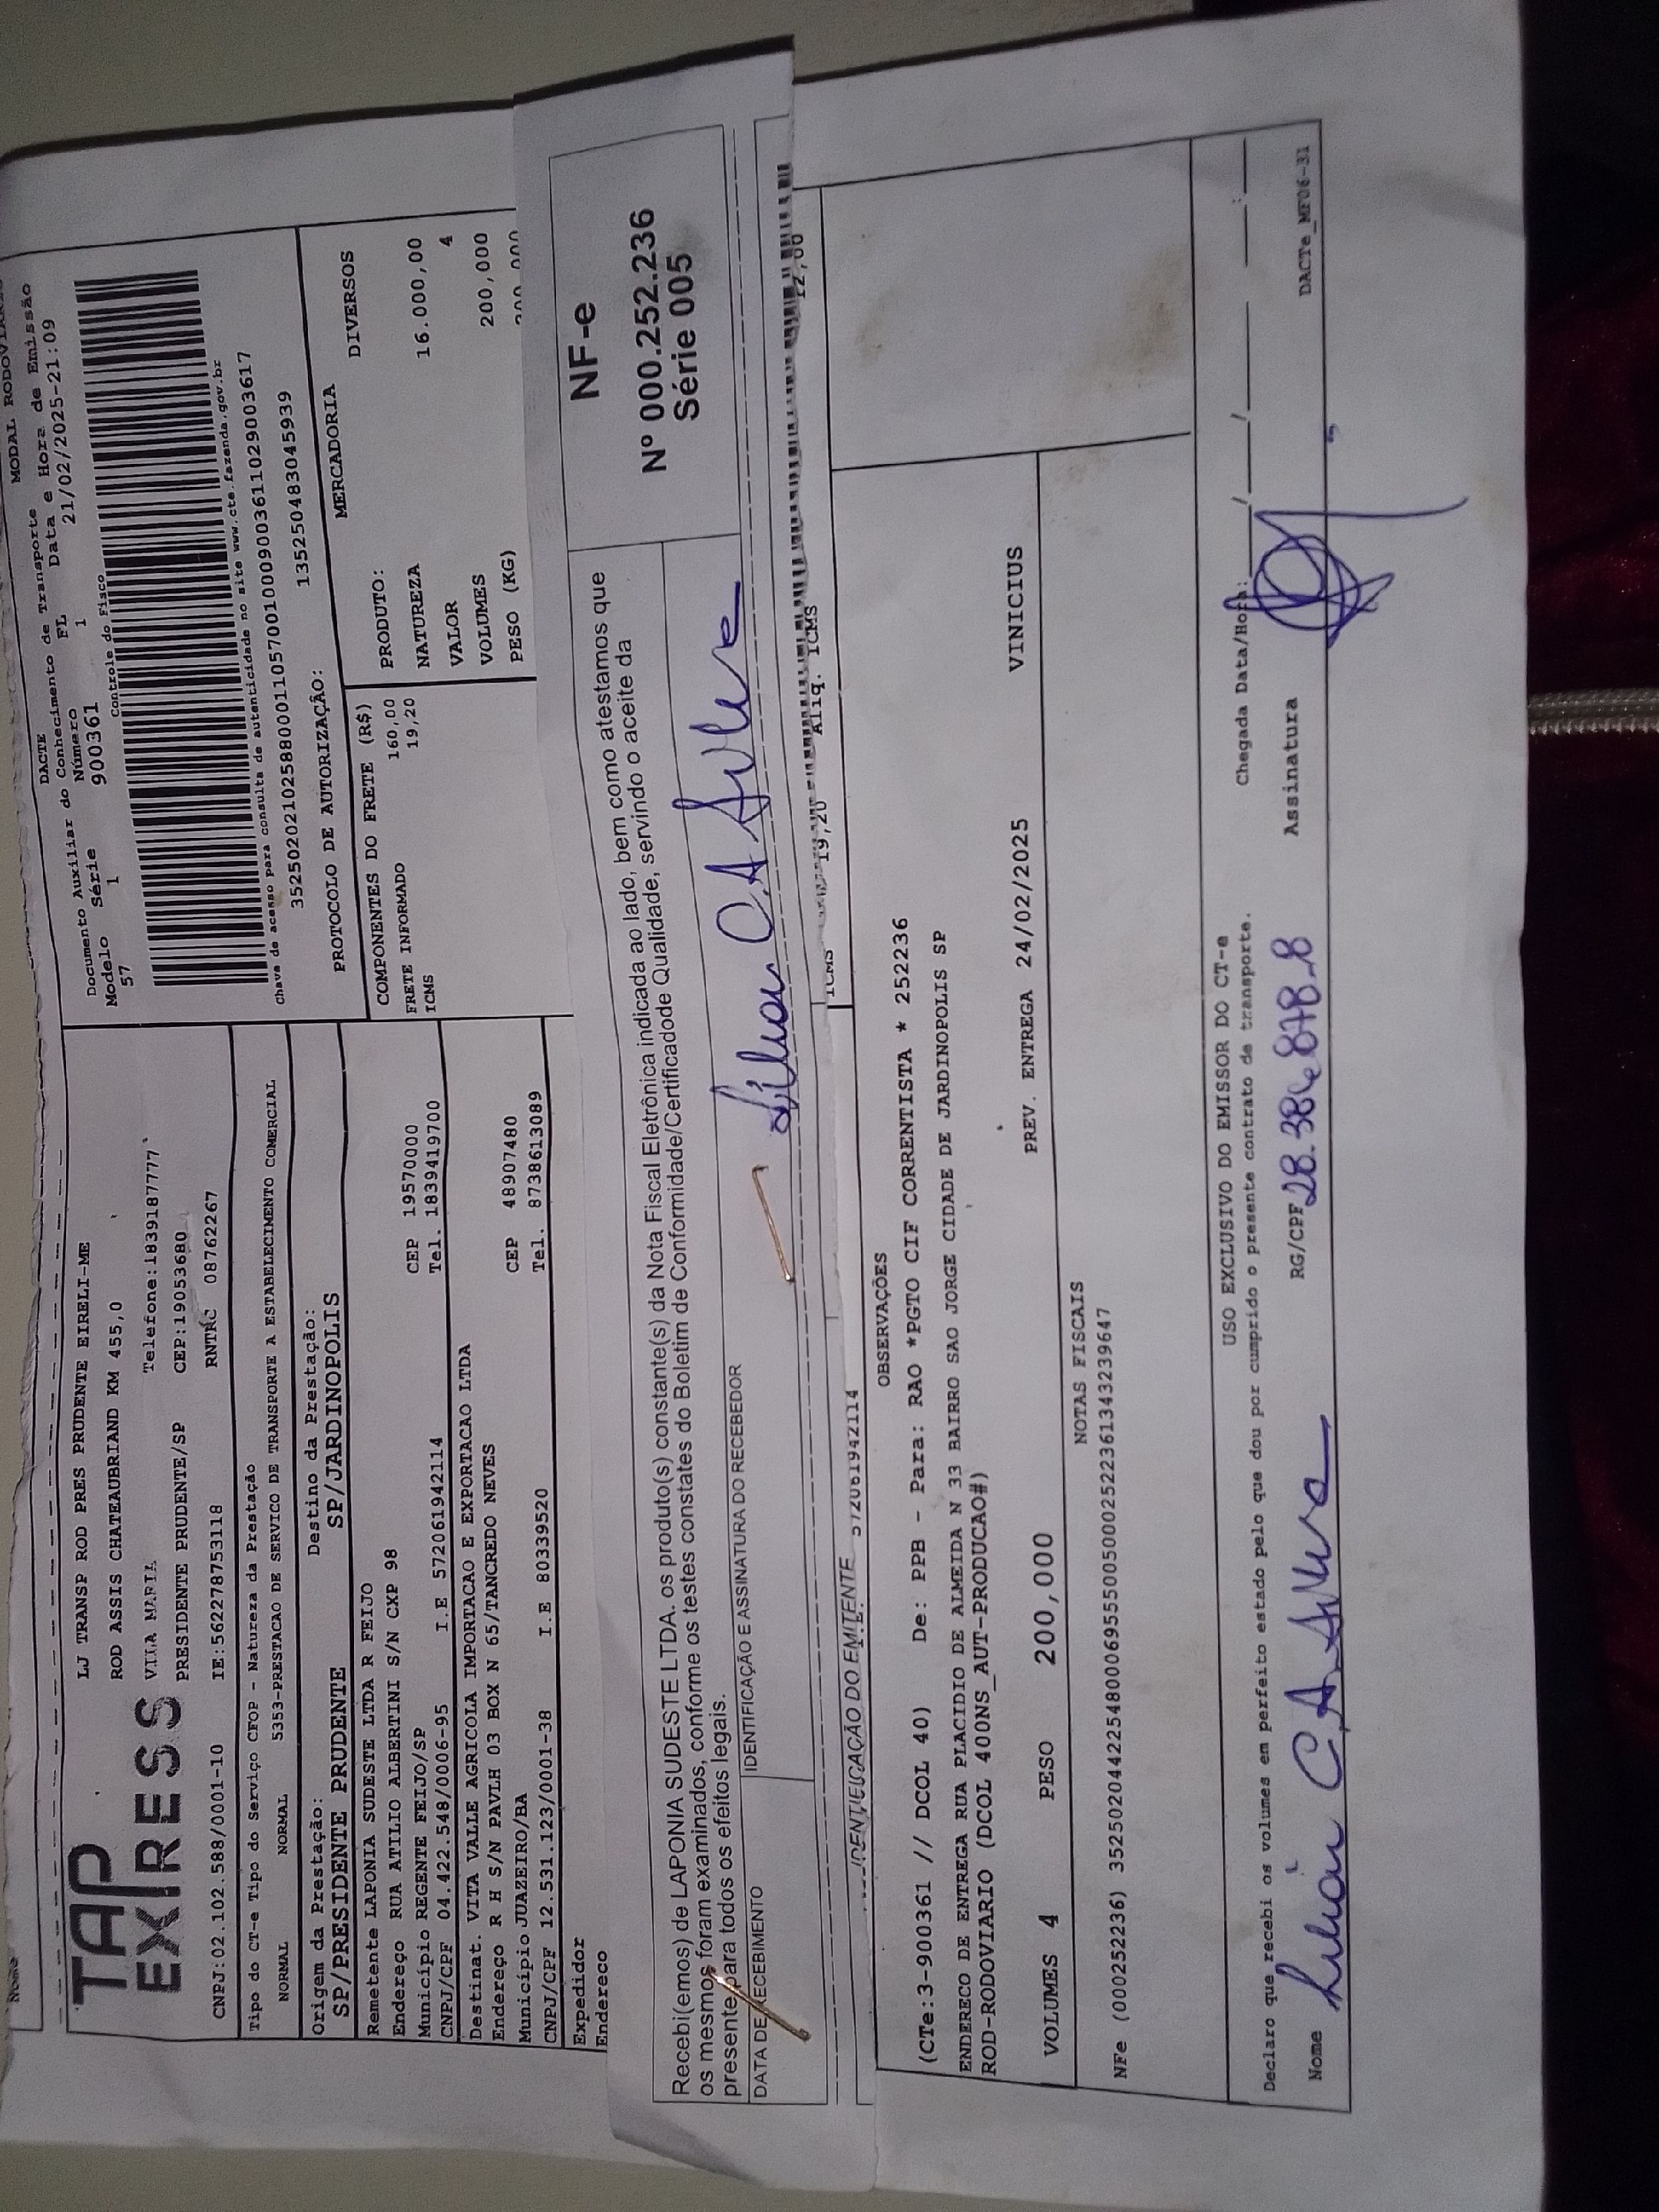 MODAL RODOVIARIO
DACTE
Documento Auxiliar do Conhecimento de Transporte
Modelo Série Número FL Data e Hora de Emissão
57 1 900361 1 21/02/2025-21:09
Controle do Fisco
Chave de acesso para consulta de autenticidade no site www.cte.fazenda.gov.br
35250202102588000110570010009003611029003617
PROTOCOLO DE AUTORIZAÇÃO: 135250483045939
TAP
EXPRESS
LJ TRANSP ROD PRES PRUDENTE EIRELI-ME
ROD ASSIS CHATEAUBRIAND KM 455,0
VILA MARIA Telefone:1839187777
PRESIDENTE PRUDENTE/SP CEP:19053680
CNPJ:02.102.588/0001-10 IE:562278753118 RNTRC 08762267
Tipo do CT-e Tipo do Serviço CFOP - Natureza da Prestação
NORMAL NORMAL 5353-PRESTACAO DE SERVICO DE TRANSPORTE A ESTABELECIMENTO COMERCIAL
Origem da Prestação: Destino da Prestação:
SP/PRESIDENTE PRUDENTE SP/JARDINOPOLIS
Remetente LAPONIA SUDESTE LTDA R FEIJO
Endereço RUA ATILIO ALBERTINI S/N CXP 98
Município REGENTE FEIJO/SP CEP 19570000
CNPJ/CPF 04.422.548/0006-95 I.E 572061942114 Tel. 1839419700
Destinat. VITA VALLE AGRICOLA IMPORTACAO E EXPORTACAO LTDA
Endereço R H S/N PAVLH 03 BOX N 65/TANCREDO NEVES
Município JUAZEIRO/BA CEP 48907480
CNPJ/CPF 12.531.123/0001-38 I.E 80339520 Tel. 8738613089
Expedidor
Endereco
COMPONENTES DO FRETE (R$)
FRETE INFORMADO 160,00
ICMS 19,20
MERCADORIA
PRODUTO: DIVERSOS
NATUREZA
VALOR 16.000,00
VOLUMES 4
PESO (KG) 200,000
200,000
Recebi(emos) de LAPONIA SUDESTE LTDA. os produto(s) constante(s) da Nota Fiscal Eletrônica indicada ao lado, bem como atestamos que
os mesmos foram examinados, conforme os testes constates do Boletim de Conformidade/Certificadode Qualidade, servindo o aceite da
presente para todos os efeitos legais.
DATA DE RECEBIMENTO IDENTIFICAÇÃO E ASSINATURA DO RECEBEDOR
Lilian C.A Silva
NF-e
Nº 000.252.236
Série 005
IDENTIFICAÇÃO DO EMITENTE
I.E. 572061942114
ICMS 19,20 Aliq. ICMS 12,00
OBSERVAÇÕES
(CTe:3-900361 // DCOL 40) De: PPB - Para: RAO *PGTO CIF CORRENTISTA * 252236
ENDERECO DE ENTREGA RUA PLACIDIO DE ALMEIDA N 33 BAIRRO SAO JORGE CIDADE DE JARDINOPOLIS SP
ROD-RODOVIARIO (DCOL 400NS_AUT-PRODUCAO#)
VOLUMES 4 PESO 200,000 PREV. ENTREGA 24/02/2025 VINICIUS
NOTAS FISCAIS
NFe (000252236) 35250204422548000695550050002522361343239647
USO EXCLUSIVO DO EMISSOR DO CT-e
Declaro que recebi os volumes em perfeito estado pelo que dou por cumprido o presente contrato de transporte.
Chegada Data/Hora: ___/___/___ ___:___
Nome Lilian C.A.Silva RG/CPF 28.386.878-8 Assinatura
DACTe_MF06-31